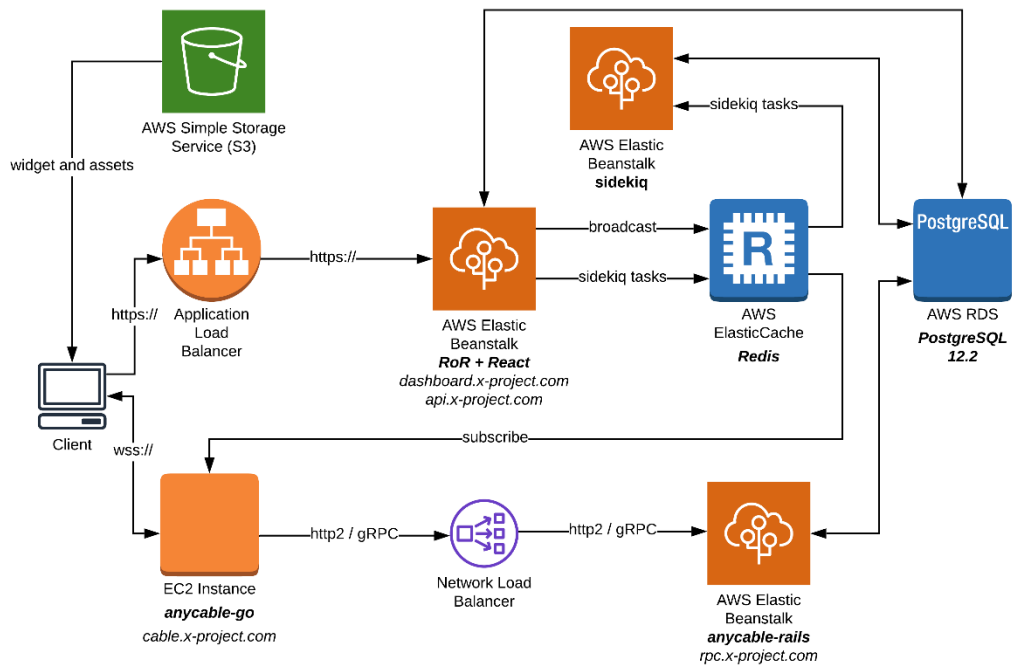 AWS Simple Storage
Service (S3)
widget and assets
AWS Elastic
Beanstalk
sidekiq
sidekiq tasks
PostgreSQL
AWS RDS
PostgreSQL
12.2
https://
Application
Load
Balancer
https://
AWS Elastic
Beanstalk
RoR + React
dashboard.x-project.com
api.x-project.com
broadcast
sidekiq tasks
R
AWS
ElasticCache
Redis
Client
wss://
subscribe
EC2 Instance
anycable-go
cable.x-project.com
http2 / gRPC
Network Load
Balancer
http2 / gRPC
AWS Elastic
Beanstalk
anycable-rails
rpc.x-project.com